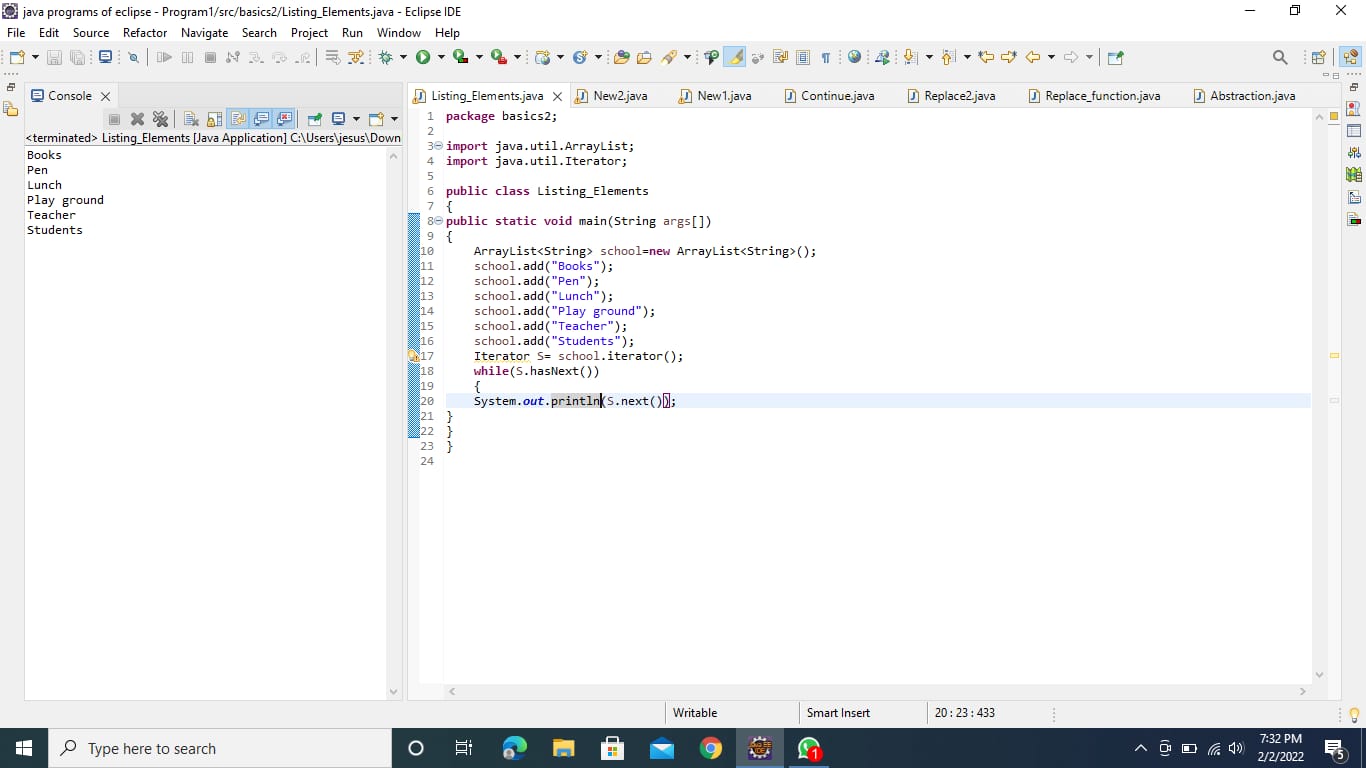 java programs of eclipse - Program1/src/basics2/Listing_Elements.java - Eclipse IDE
File Edit Source Refactor Navigate Search Project Run Window Help
Console
<terminated> Listing_Elements [Java Application] C:\Users\jesus\Down
Books
Pen
Lunch
Play ground
Teacher
Students
Listing_Elements.java New2.java New1.java Continue.java Replace2.java Replace_function.java Abstraction.java
1 package basics2;
2
3 import java.util.ArrayList;
4 import java.util.Iterator;
5
6 public class Listing_Elements
7 {
8 public static void main(String args[])
9 {
10 ArrayList<String> school=new ArrayList<String>();
11 school.add("Books");
12 school.add("Pen");
13 school.add("Lunch");
14 school.add("Play ground");
15 school.add("Teacher");
16 school.add("Students");
17 Iterator S= school.iterator();
18 while(S.hasNext())
19 {
20 System.out.println(S.next());
21 }
22 }
23 }
24
Writable Smart Insert 20 : 23 : 433
Type here to search
JAVA EE
IDE
1
7:32 PM
2/2/2022
5